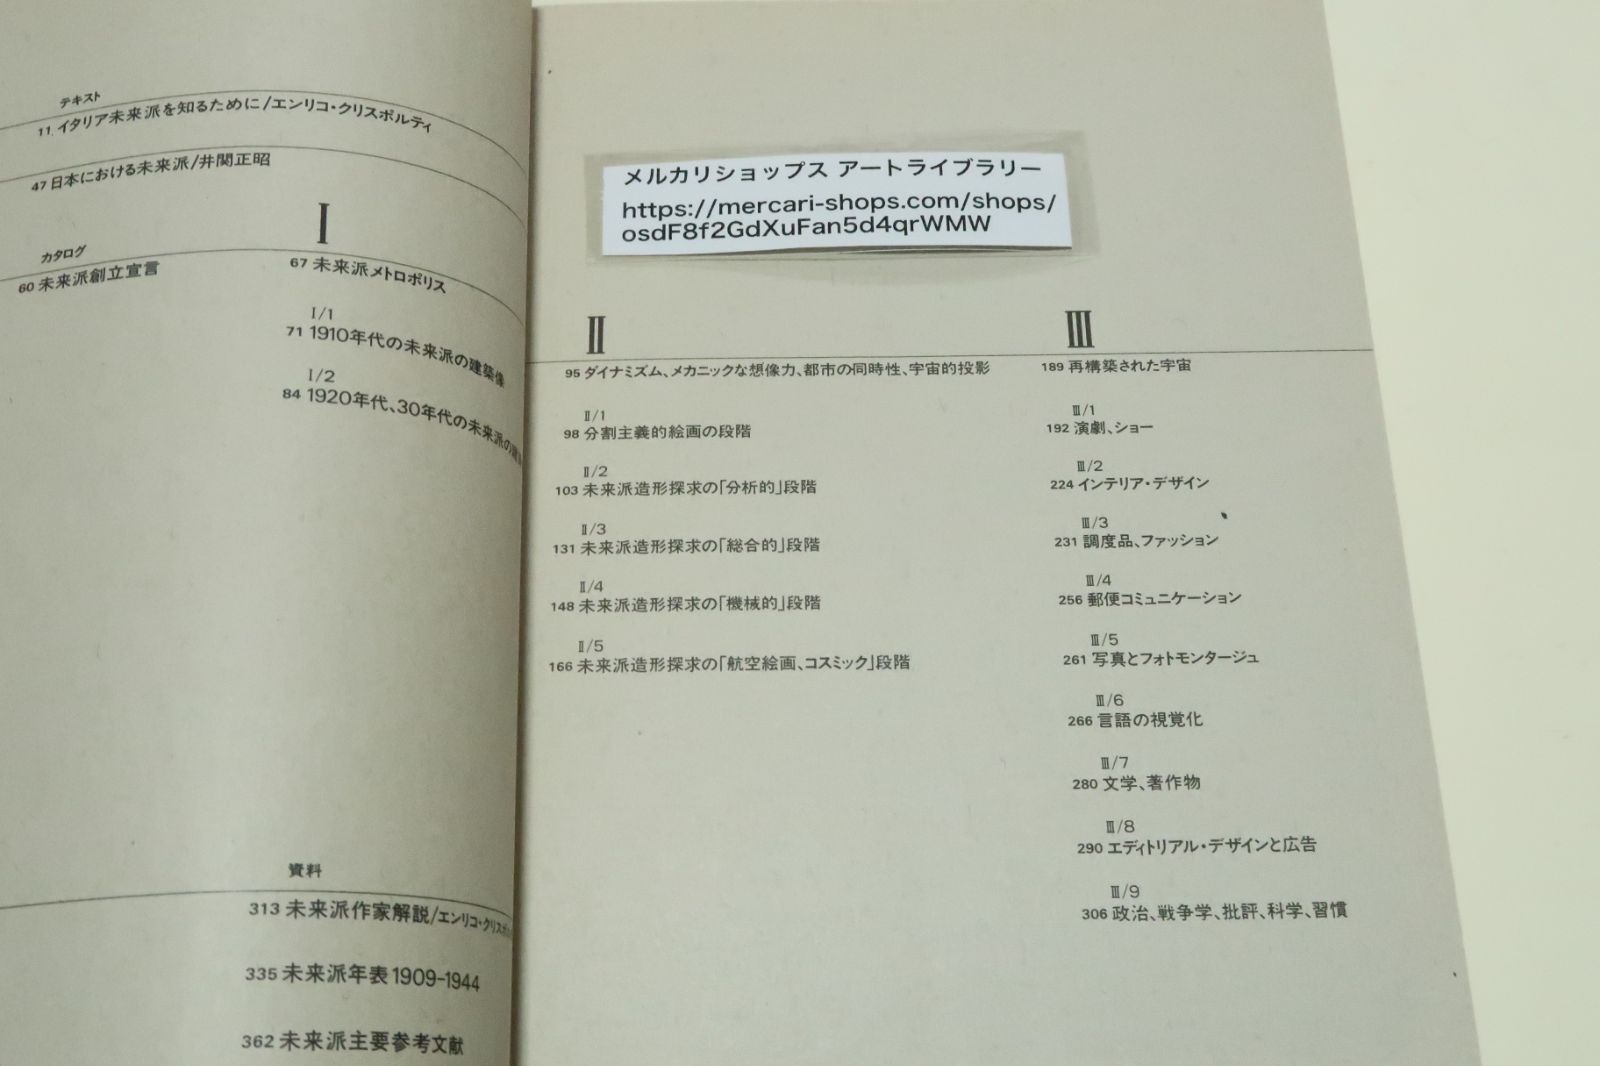 テキスト
11 イタリア未来派を知るために/エンリコ・クリスポルティ
47 日本における未来派/井関正昭
I
カタログ
60 未来派創立宣言
67 未来派メトロポリス
I/1
71 1910年代の未来派の建築像
I/2
84 1920年代、30年代の未来派の
資料
313 未来派作家解説/エンリコ・クリスポ
335 未来派年表1909-1944
362 未来派主要参考文献
メルカリショップス アートライブラリー
https://mercari-shops.com/shops/
osdF8f2GdXuFan5d4qrWMW
II
95 ダイナミズム、メカニックな想像力、都市の同時性、宇宙的投影
II/1
98 分割主義的絵画の段階
II/2
103 未来派造形探求の「分析的」段階
II/3
131 未来派造形探求の「総合的」段階
II/4
148 未来派造形探求の「機械的」段階
II/5
166 未来派造形探求の「航空絵画、コスミック」段階
III
189 再構築された宇宙
III/1
192 演劇、ショー
III/2
224 インテリア・デザイン
III/3
231 調度品、ファッション
III/4
256 郵便コミュニケーション
III/5
261 写真とフォトモンタージュ
III/6
266 言語の視覚化
III/7
280 文学、著作物
III/8
290 エディトリアル・デザインと広告
III/9
306 政治、戦争学、批評、科学、習慣